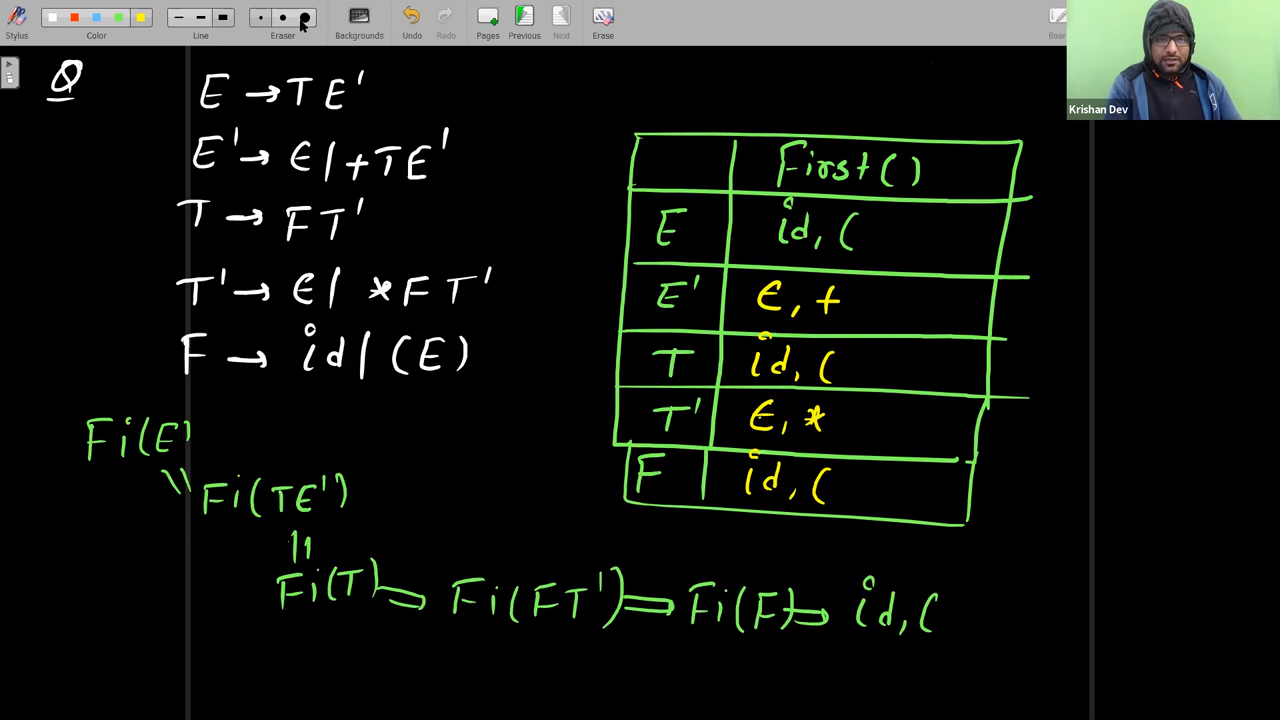 Stylus
Color
Line
Eraser
Backgrounds
Undo
Redo
Pages
Previous
Next
Erase
Krishan Dev
Q
E → TE'
E' → ϵ | +TE'
T → FT'
T' → ϵ | *FT'
F → id | (E)
First()
E id, (
E' ϵ, +
T id, (
T' ϵ, *
F id, (
Fi(E)
= Fi(TE')
=
Fi(T) = Fi(FT') ⇒ Fi(F) ⇒ id, (